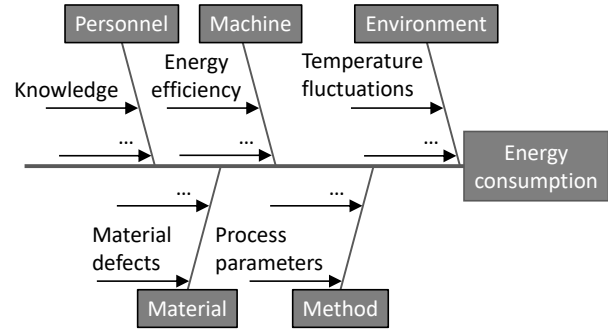 Personnel
Machine
Environment
Knowledge
Energy
efficiency
Temperature
fluctuations
...
...
...
Energy
consumption
...
...
Material
defects
Process
parameters
Material
Method